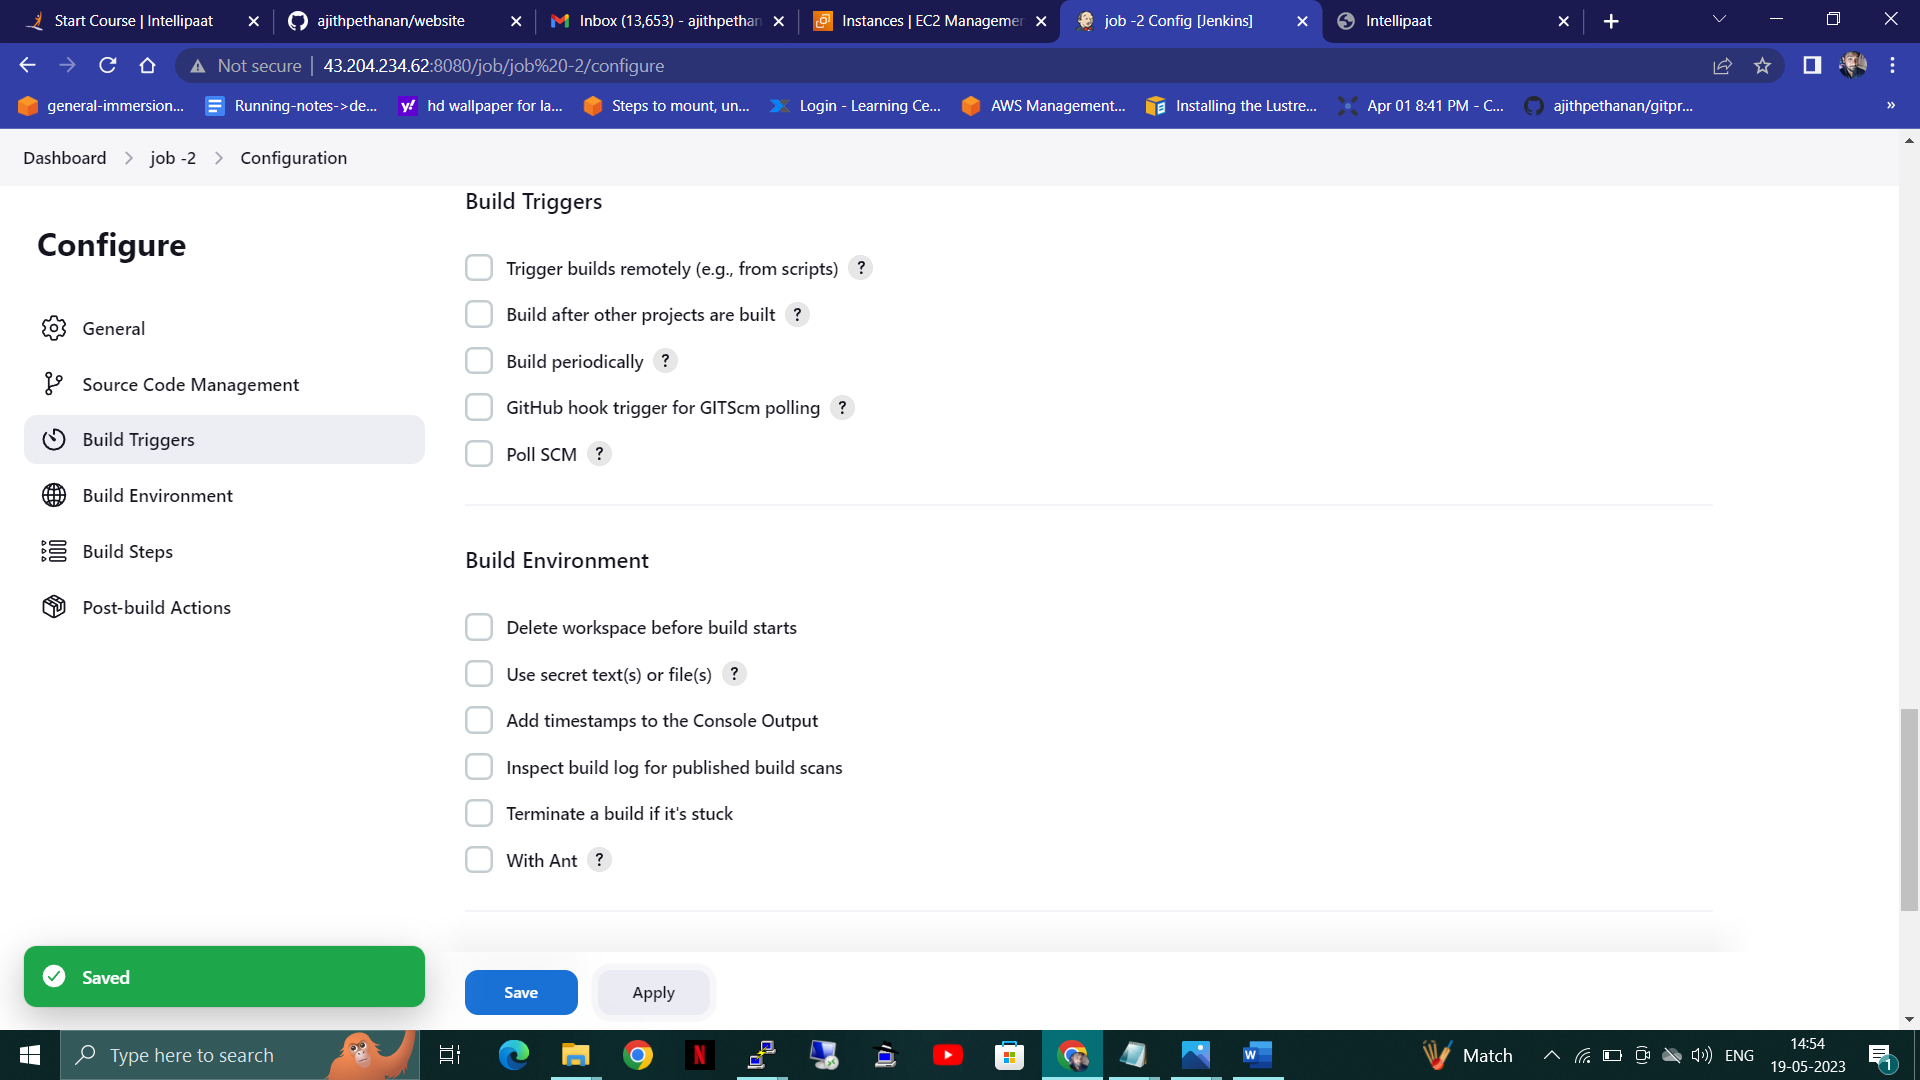 Start Course | Intellipaat
ajithpethanan/website
Inbox (13,653) - ajithpethan
Instances | EC2 Managemen
job -2 Config [Jenkins]
Intellipaat
Not secure
43.204.234.62:8080/job/job%20-2/configure
general-immersion...
Running-notes->de...
hd wallpaper for la...
Steps to mount, un...
Login - Learning Ce...
AWS Management...
Installing the Lustre...
Apr 01 8:41 PM - C...
ajithpethanan/gitpr...
»
Dashboard
job -2
Configuration
Configure
General
Source Code Management
Build Triggers
Build Environment
Build Steps
Post-build Actions
Build Triggers
Trigger builds remotely (e.g., from scripts) ?
Build after other projects are built ?
Build periodically ?
GitHub hook trigger for GITScm polling ?
Poll SCM ?
Build Environment
Delete workspace before build starts
Use secret text(s) or file(s) ?
Add timestamps to the Console Output
Inspect build log for published build scans
Terminate a build if it's stuck
With Ant ?
Saved
Save
Apply
Type here to search
Match
ENG
14:54
19-05-2023
1